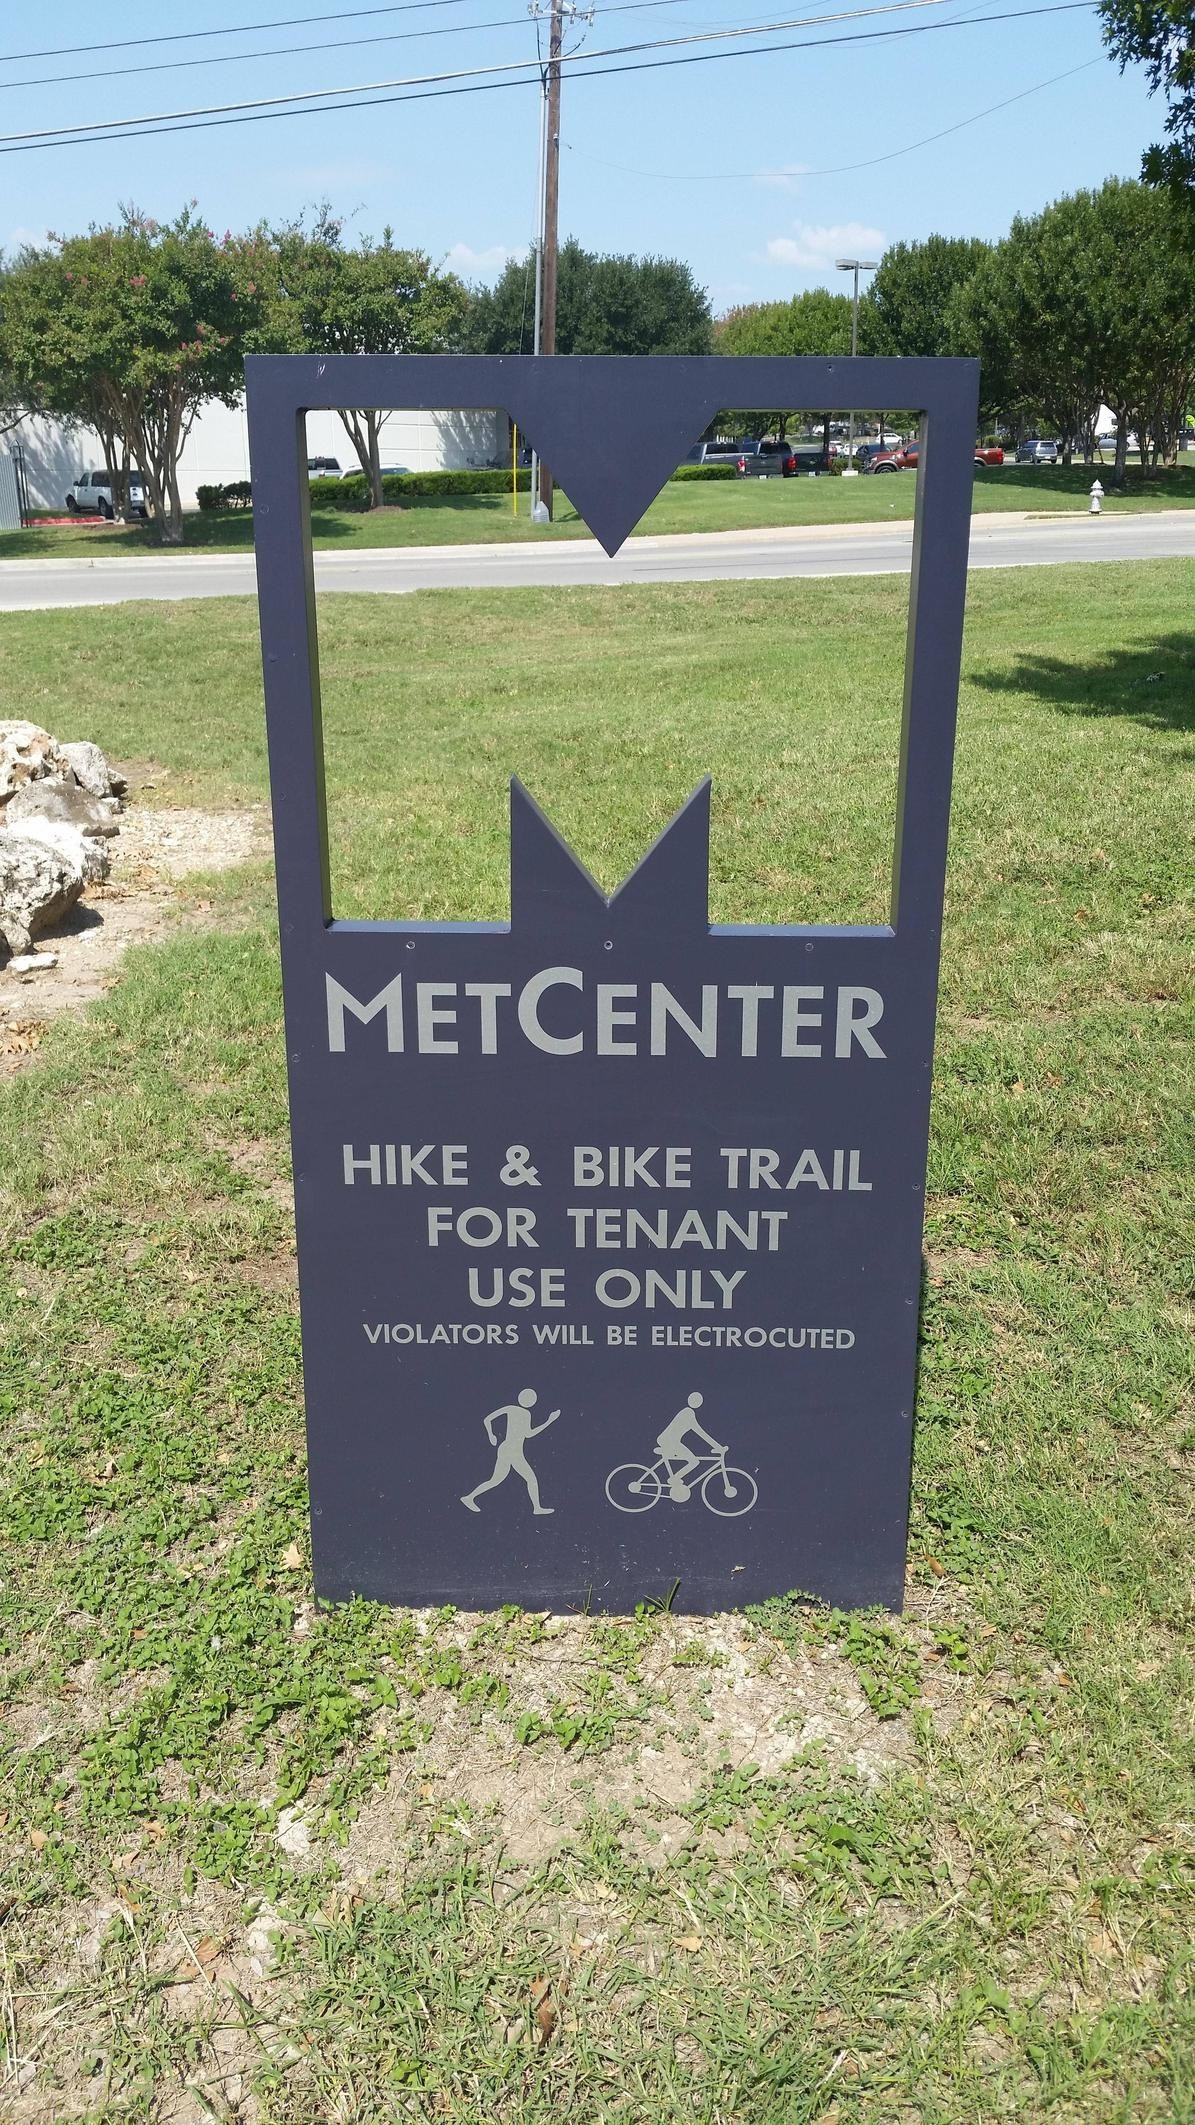 METCENTER
HIKE & BIKE TRAIL
FOR TENANT
USE ONLY
VIOLATORS WILL BE ELECTROCUTED